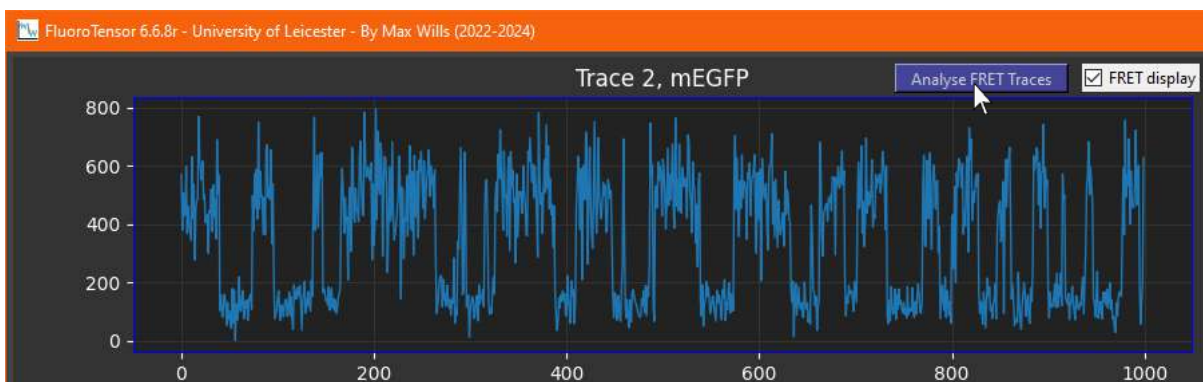 FluoroTensor 6.6.8r - University of Leicester - By Max Wills (2022-2024)
Trace 2, mEGFP
Analyse FRET Traces
FRET display
800
600
400
200
0
0 200 400 600 800 1000